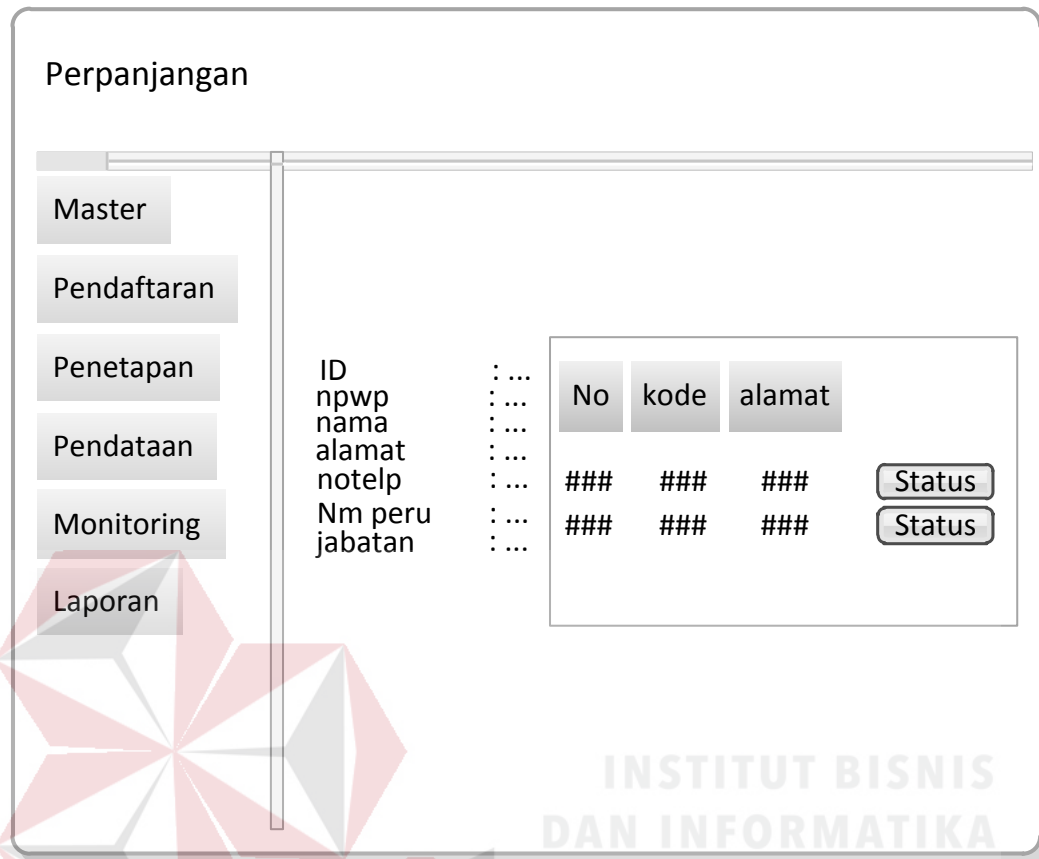 Perpanjangan
Master
Pendaftaran
Penetapan
Pendataan
Monitoring
Laporan
ID : ...
npwp : ...
nama : ...
alamat : ...
notelp : ...
Nm peru : ...
jabatan : ...
No kode alamat
### ### ### Status
### ### ### Status
INSTITUT BISNIS
DAN INFORMATIKA